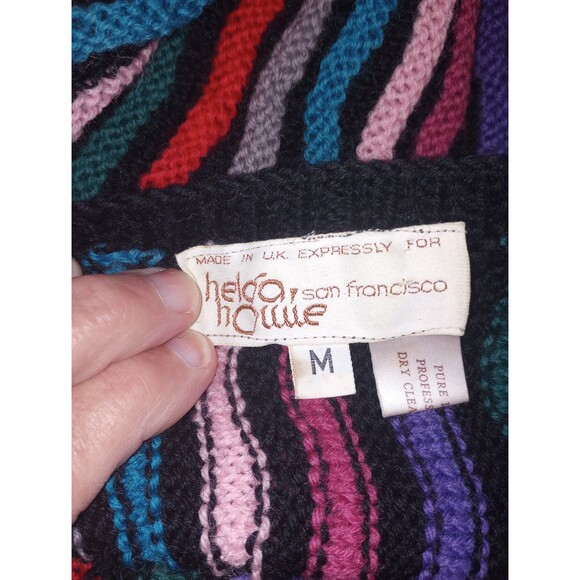 MADE IN U.K. EXPRESSLY FOR
helga, san francisco
howie
M
PURE
PROFESS
DRY CLEA